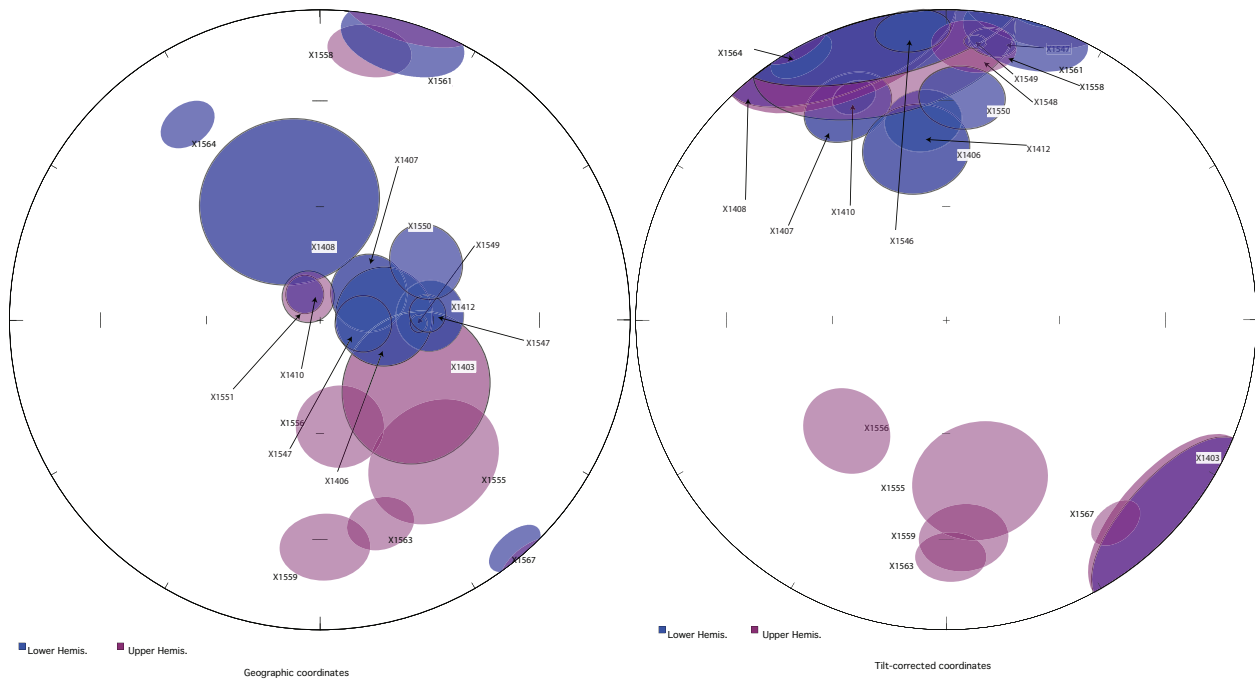 X1558
X1561
X1564
X1407
X1550
X1549
X1408
X1412
X1547
X1403
X1410
X1551
X1556
X1547
X1406
X1555
X1563
X1567
X1559
Lower Hemis.
Upper Hemis.
Geographic coordinates
X1564
X1547
X1561
X1549
X1558
X1548
X1550
X1412
X1406
X1408
X1410
X1407
X1546
X1556
X1403
X1555
X1567
X1559
X1563
Lower Hemis.
Upper Hemis.
Tilt-corrected coordinates